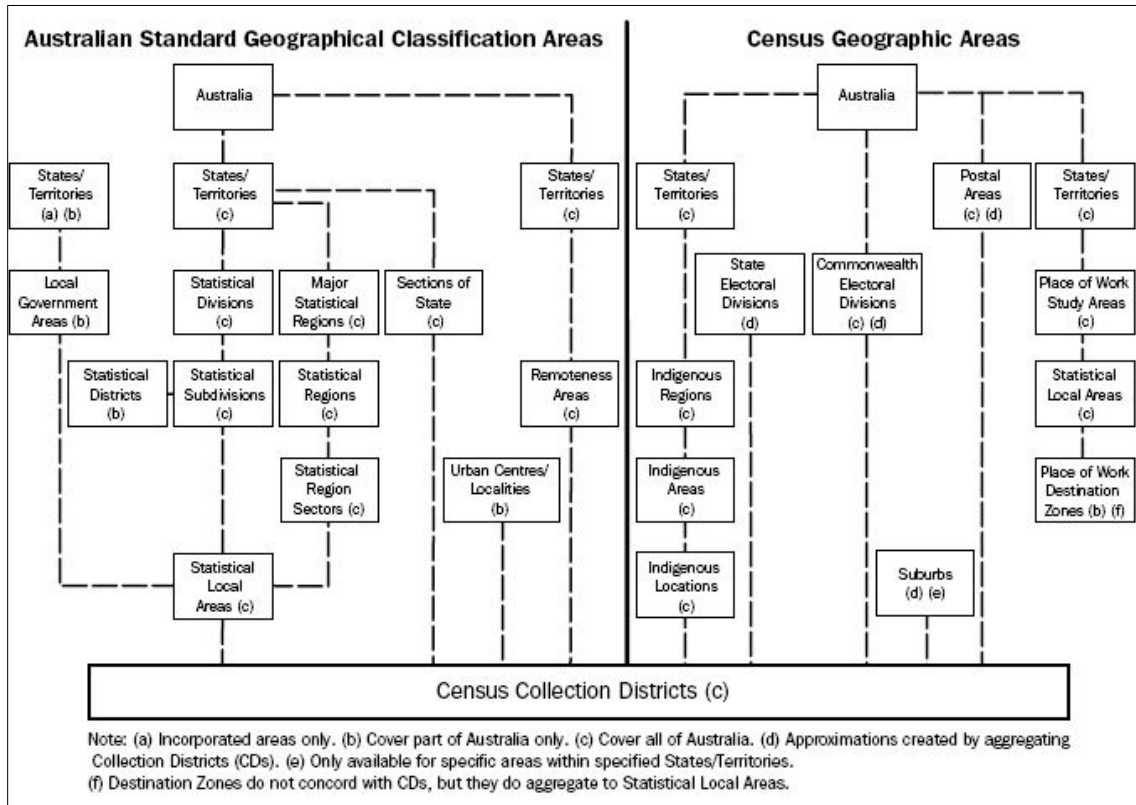 Australian Standard Geographical Classification Areas
Census Geographic Areas
Australia
States/
Territories
(a) (b)
States/
Territories
(c)
States/
Territories
(c)
Local
Government
Areas (b)
Statistical
Divisions
(c)
Major
Statistical
Regions (c)
Sections of
State
(c)
Statistical
Districts
(b)
Statistical
Subdivisions
(c)
Statistical
Regions
(c)
Remoteness
Areas
(c)
Statistical
Region
Sectors (c)
Urban Centres/
Localities
(b)
Statistical
Local
Areas (c)
Australia
States/
Territories
(c)
Postal
Areas
(c) (d)
States/
Territories
(c)
State
Electoral
Divisions
(d)
Commonwealth
Electoral
Divisions
(c) (d)
Place of Work
Study Areas
(c)
Indigenous
Regions
(c)
Statistical
Local Areas
(c)
Indigenous
Areas
(c)
Place of Work
Destination
Zones (b) (f)
Indigenous
Locations
(c)
Suburbs
(d) (e)
Census Collection Districts (c)
Note: (a) Incorporated areas only. (b) Cover part of Australia only. (c) Cover all of Australia. (d) Approximations created by aggregating
Collection Districts (CDs). (e) Only available for specific areas within specified States/Territories.
(f) Destination Zones do not concord with CDs, but they do aggregate to Statistical Local Areas.